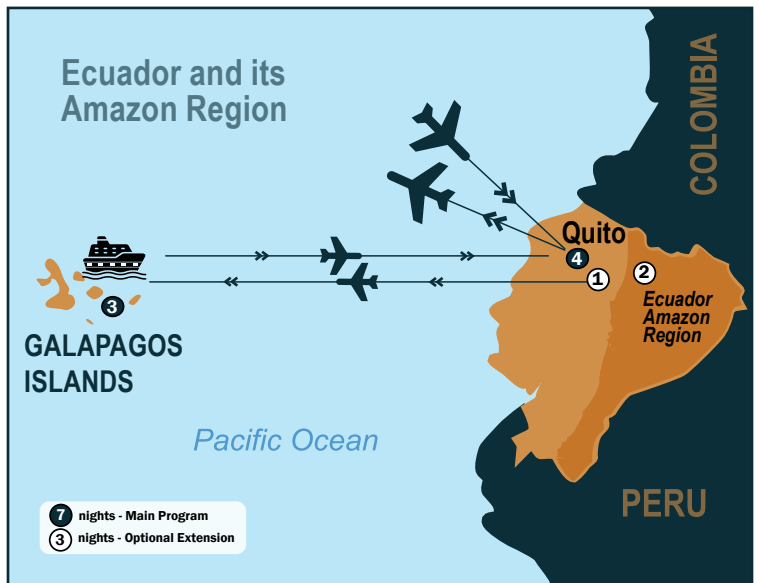 Ecuador and its
Amazon Region
COLOMBIA
Quito
4
1
2
Ecuador
Amazon
Region
3
GALAPAGOS
ISLANDS
Pacific Ocean
PERU
7 nights - Main Program
3 nights - Optional Extension